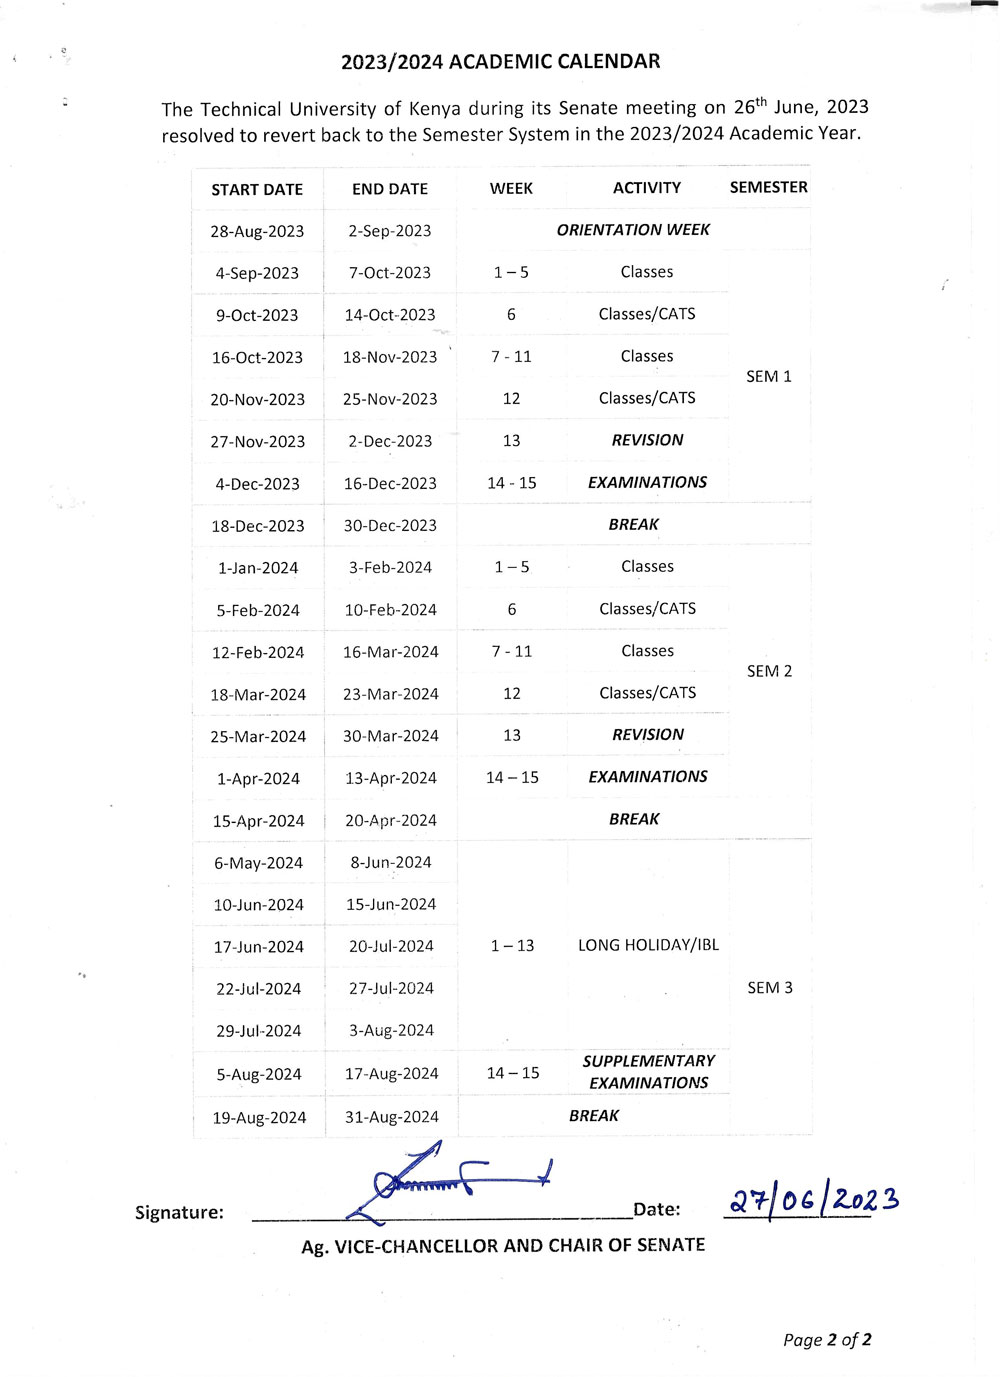 2023/2024 ACADEMIC CALENDAR
The Technical University of Kenya during its Senate meeting on 26th June, 2023
resolved to revert back to the Semester System in the 2023/2024 Academic Year.
START DATE END DATE WEEK ACTIVITY SEMESTER
28-Aug-2023 2-Sep-2023 ORIENTATION WEEK
4-Sep-2023 7-Oct-2023 1 – 5 Classes
9-Oct-2023 14-Oct-2023 6 Classes/CATS
16-Oct-2023 18-Nov-2023 7 - 11 Classes
SEM 1
20-Nov-2023 25-Nov-2023 12 Classes/CATS
27-Nov-2023 2-Dec-2023 13 REVISION
4-Dec-2023 16-Dec-2023 14 - 15 EXAMINATIONS
18-Dec-2023 30-Dec-2023 BREAK
1-Jan-2024 3-Feb-2024 1 – 5 Classes
5-Feb-2024 10-Feb-2024 6 Classes/CATS
12-Feb-2024 16-Mar-2024 7 - 11 Classes
SEM 2
18-Mar-2024 23-Mar-2024 12 Classes/CATS
25-Mar-2024 30-Mar-2024 13 REVISION
1-Apr-2024 13-Apr-2024 14 – 15 EXAMINATIONS
15-Apr-2024 20-Apr-2024 BREAK
6-May-2024 8-Jun-2024
10-Jun-2024 15-Jun-2024
17-Jun-2024 20-Jul-2024 1 – 13 LONG HOLIDAY/IBL
22-Jul-2024 27-Jul-2024 SEM 3
29-Jul-2024 3-Aug-2024
5-Aug-2024 17-Aug-2024 14 – 15 SUPPLEMENTARY
EXAMINATIONS
19-Aug-2024 31-Aug-2024 BREAK
Signature: Date: 27/06/2023
Ag. VICE-CHANCELLOR AND CHAIR OF SENATE
Page 2 of 2